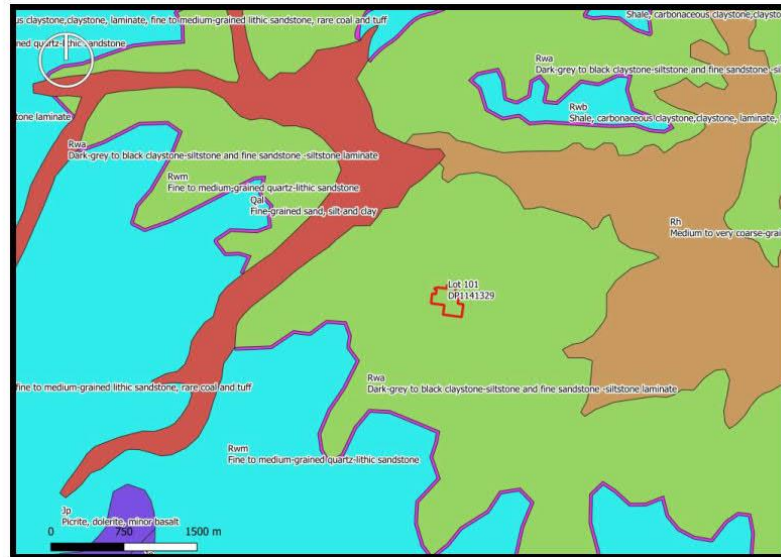 us claystone,claystone, laminate, fine to medium-grained lithic sandstone, rare coal and tuff
Shale, carbonaceous claystone,claysto
ned quartz-lithic sandstone
Rwa
Dark-grey to black claystone-siltstone and fine sandstone -sil
Rwb
Shale, carbonaceous claystone,claystone, laminate,
tone laminate
Rwa
Dark-grey to black claystone-siltstone and fine sandstone -siltstone laminate
Rwm
Fine to medium-grained quartz-lithic sandstone
Qal
Fine-grained sand, silt and clay
Rh
Medium to very coarse-grai
Lot 101
DP1141329
Rwa
Dark-grey to black claystone-siltstone and fine sandstone -siltstone laminate
fine to medium-grained lithic sandstone, rare coal and tuff
Rwm
Fine to medium-grained quartz-lithic sandstone
Jp
Picrite, dolerite, minor basalt
0 750 1500 m